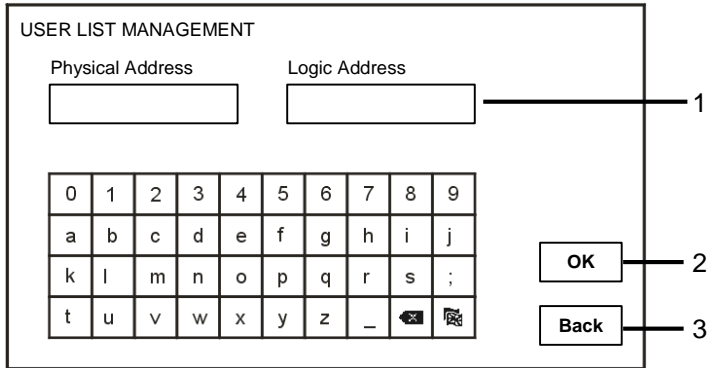 USER LIST MANAGEMENT
Physical Address Logic Address
1
0 1 2 3 4 5 6 7 8 9
a b c d e f g h i j
k l m n o p q r s ;
t u v w x y z _
OK 2
Back 3